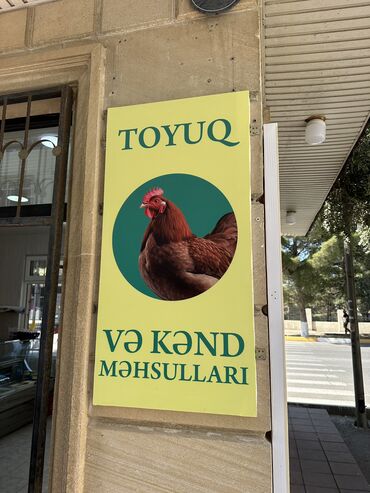 TOYUQ
VƏ KƏND
MƏHSULLARI